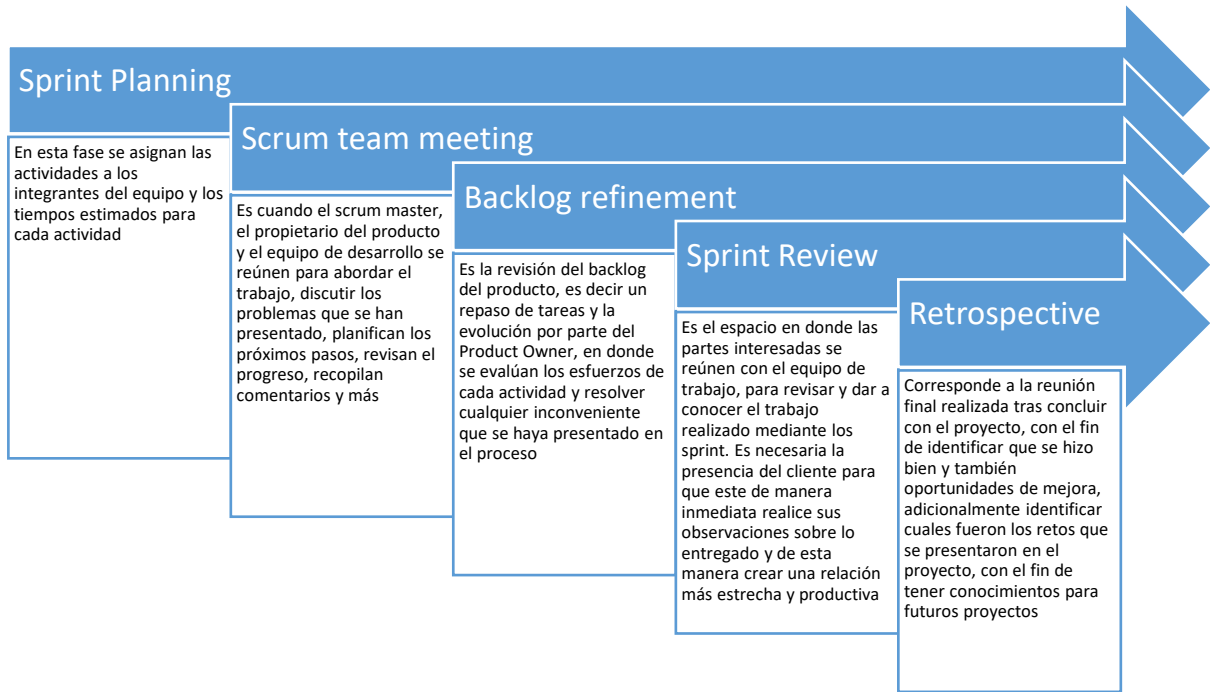 Sprint Planning
En esta fase se asignan las
actividades a los
integrantes del equipo y los
tiempos estimados para
cada actividad
Scrum team meeting
Es cuando el scrum master,
el propietario del producto
y el equipo de desarrollo se
reúnen para abordar el
trabajo, discutir los
problemas que se han
presentado, planifican los
próximos pasos, revisan el
progreso, recopilan
comentarios y más
Backlog refinement
Es la revisión del backlog
del producto, es decir un
repaso de tareas y la
evolución por parte del
Product Owner, en donde
se evalúan los esfuerzos de
cada actividad y resolver
cualquier inconveniente
que se haya presentado en
el proceso
Sprint Review
Es el espacio en donde las
partes interesadas se
reúnen con el equipo de
trabajo, para revisar y dar a
conocer el trabajo
realizado mediante los
sprint. Es necesaria la
presencia del cliente para
que este de manera
inmediata realice sus
observaciones sobre lo
entregado y de esta
manera crear una relación
más estrecha y productiva
Retrospective
Corresponde a la reunión
final realizada tras concluir
con el proyecto, con el fin
de identificar que se hizo
bien y también
oportunidades de mejora,
adicionalmente identificar
cuales fueron los retos que
se presentaron en el
proyecto, con el fin de
tener conocimientos para
futuros proyectos